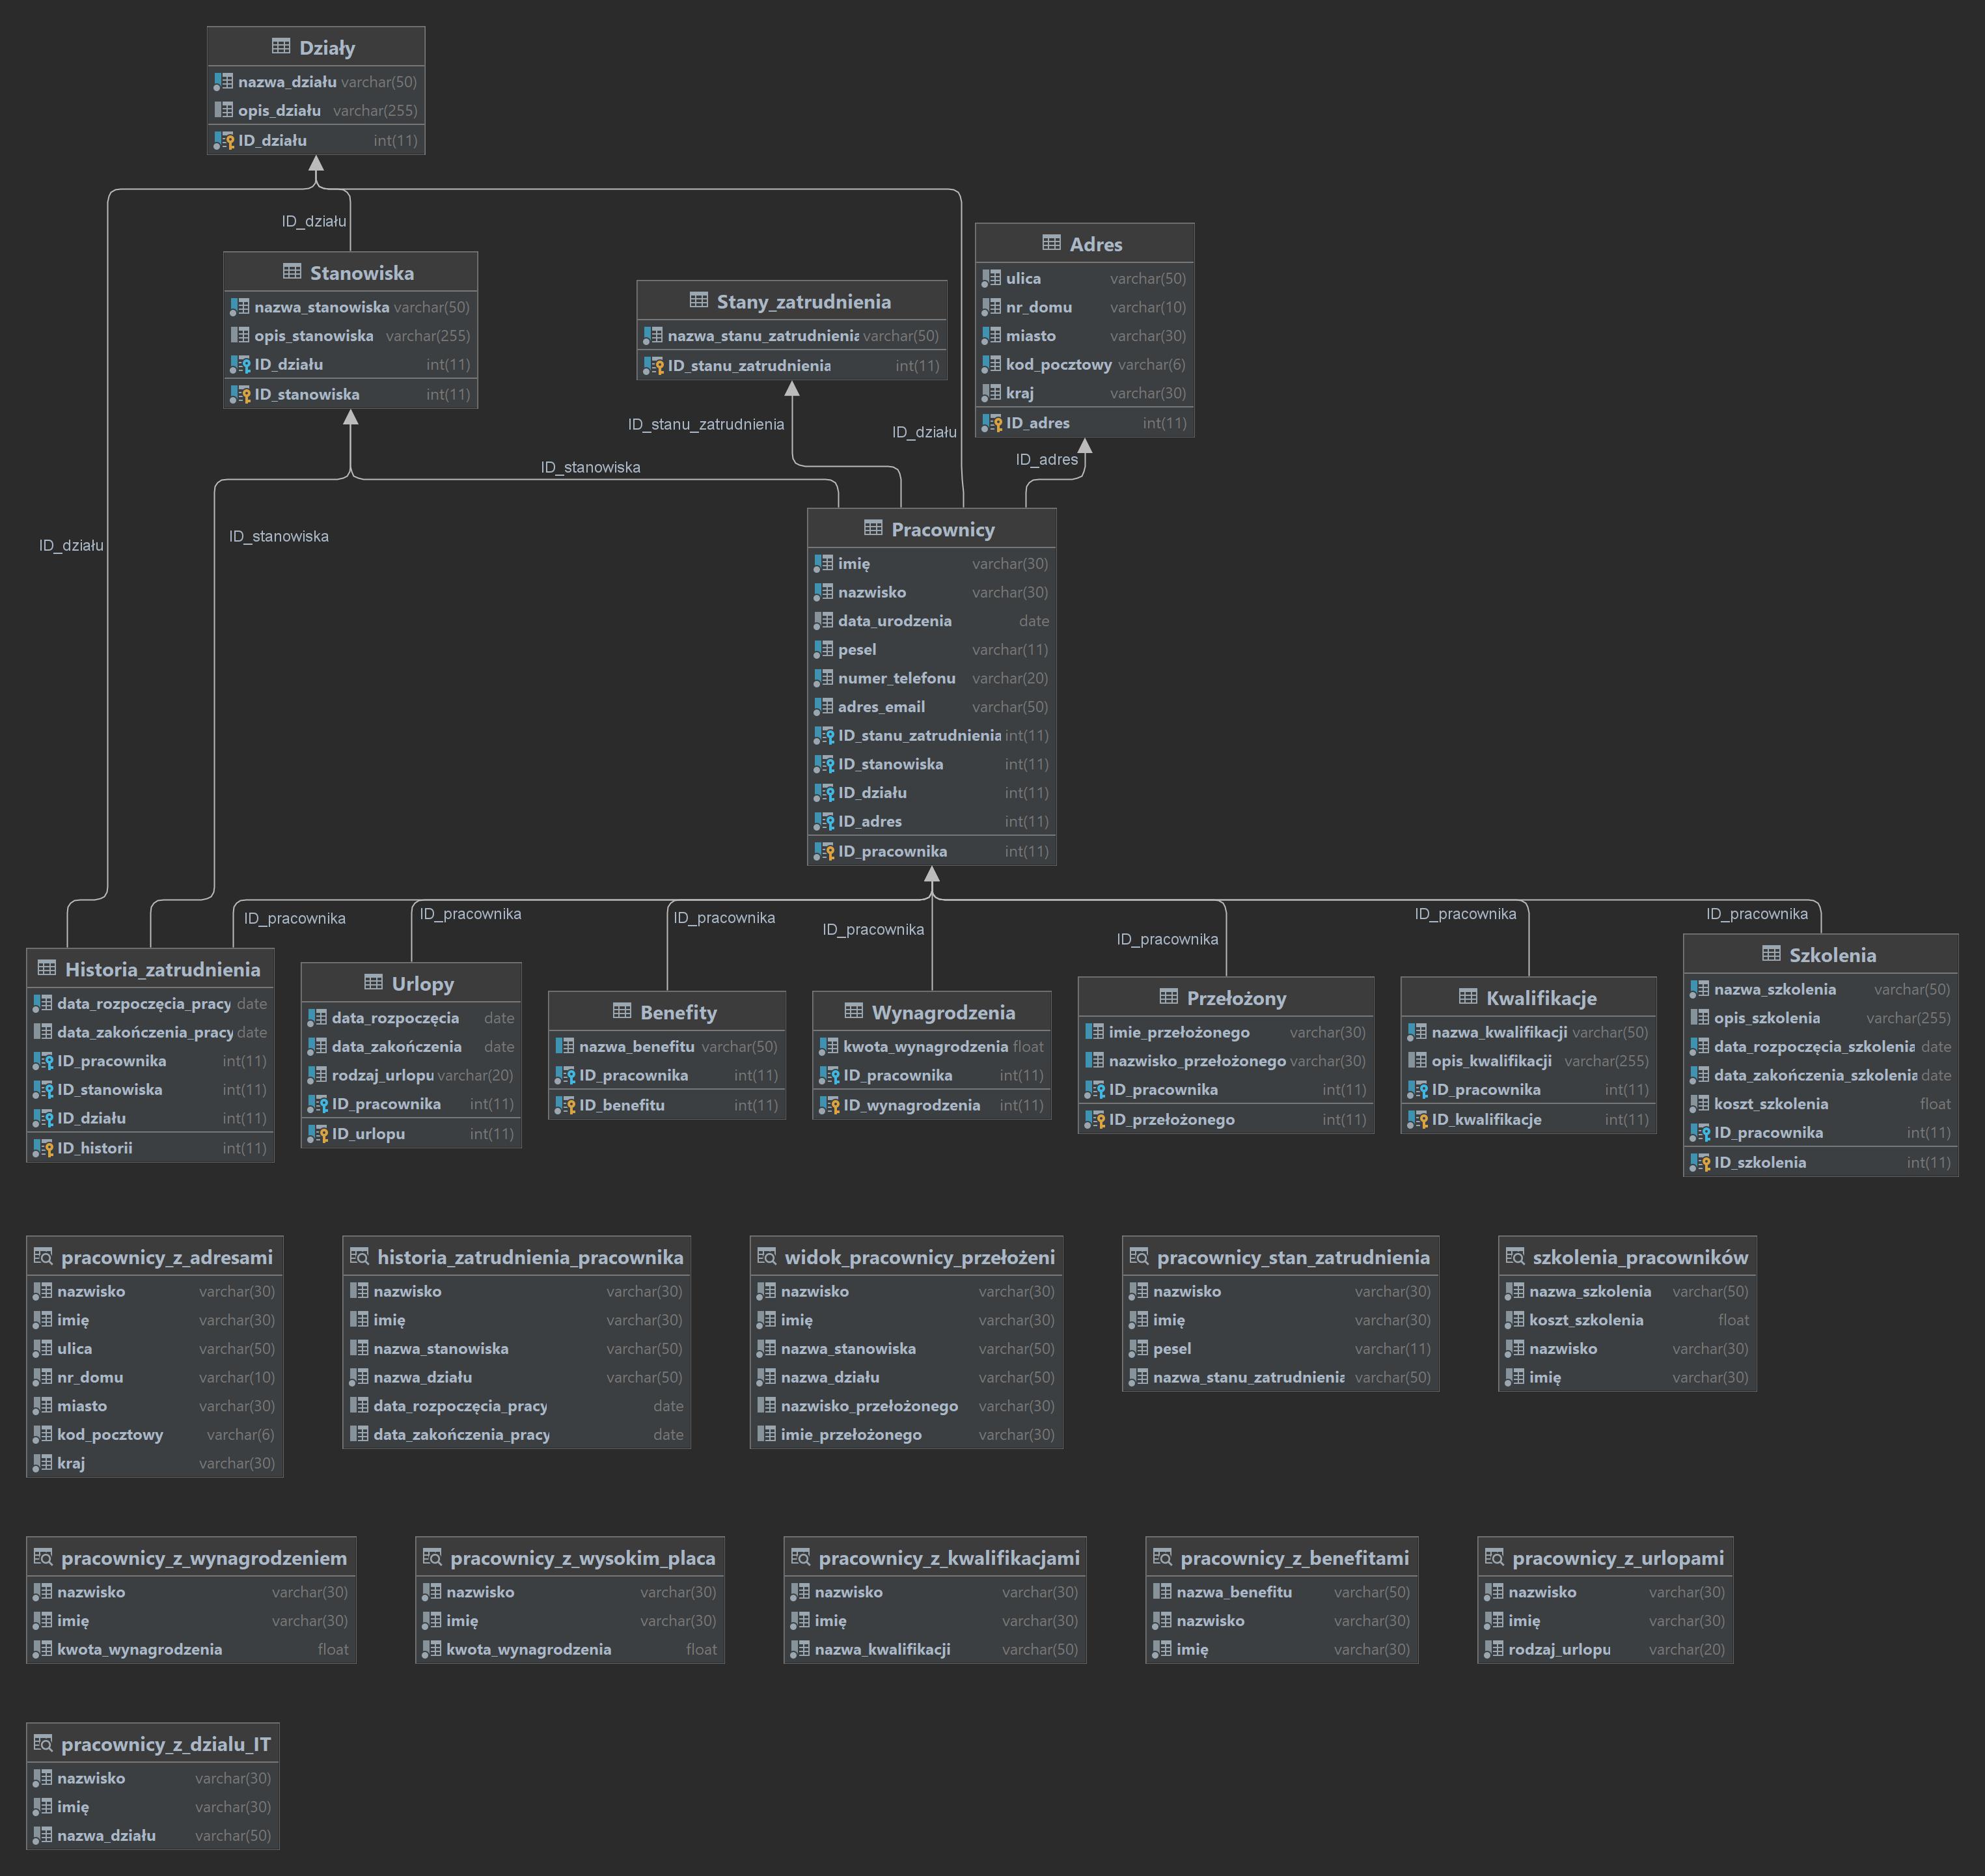 Działy
nazwa_działu varchar(50)
opis_działu varchar(255)
ID_działu int(11)
ID_działu
Stanowiska
nazwa_stanowiska varchar(50)
opis_stanowiska varchar(255)
ID_działu int(11)
ID_stanowiska int(11)
Stany_zatrudnienia
nazwa_stanu_zatrudnienia varchar(50)
ID_stanu_zatrudnienia int(11)
Adres
ulica varchar(50)
nr_domu varchar(10)
miasto varchar(30)
kod_pocztowy varchar(6)
kraj varchar(30)
ID_adres int(11)
ID_stanu_zatrudnienia
ID_działu
ID_adres
ID_stanowiska
ID_stanowiska
ID_działu
Pracownicy
imię varchar(30)
nazwisko varchar(30)
data_urodzenia date
pesel varchar(11)
numer_telefonu varchar(20)
adres_email varchar(50)
ID_stanu_zatrudnienia int(11)
ID_stanowiska int(11)
ID_działu int(11)
ID_adres int(11)
ID_pracownika int(11)
ID_pracownika
ID_pracownika
ID_pracownika
ID_pracownika
ID_pracownika
ID_pracownika
ID_pracownika
Historia_zatrudnienia
data_rozpoczęcia_pracy date
data_zakończenia_pracy date
ID_pracownika int(11)
ID_stanowiska int(11)
ID_działu int(11)
ID_historii int(11)
Urlopy
data_rozpoczęcia date
data_zakończenia date
rodzaj_urlopu varchar(20)
ID_pracownika int(11)
ID_urlopu int(11)
Benefity
nazwa_benefitu varchar(50)
ID_pracownika int(11)
ID_benefitu int(11)
Wynagrodzenia
kwota_wynagrodzenia float
ID_pracownika int(11)
ID_wynagrodzenia int(11)
Przełożony
imie_przełożonego varchar(30)
nazwisko_przełożonego varchar(30)
ID_pracownika int(11)
ID_przełożonego int(11)
Kwalifikacje
nazwa_kwalifikacji varchar(50)
opis_kwalifikacji varchar(255)
ID_pracownika int(11)
ID_kwalifikacje int(11)
Szkolenia
nazwa_szkolenia varchar(50)
opis_szkolenia varchar(255)
data_rozpoczęcia_szkolenia date
data_zakończenia_szkolenia date
koszt_szkolenia float
ID_pracownika int(11)
ID_szkolenia int(11)
pracownicy_z_adresami
nazwisko varchar(30)
imię varchar(30)
ulica varchar(50)
nr_domu varchar(10)
miasto varchar(30)
kod_pocztowy varchar(6)
kraj varchar(30)
historia_zatrudnienia_pracownika
nazwisko varchar(30)
imię varchar(30)
nazwa_stanowiska varchar(50)
nazwa_działu varchar(50)
data_rozpoczęcia_pracy date
data_zakończenia_pracy date
widok_pracownicy_przełożeni
nazwisko varchar(30)
imię varchar(30)
nazwa_stanowiska varchar(50)
nazwa_działu varchar(50)
nazwisko_przełożonego varchar(30)
imie_przełożonego varchar(30)
pracownicy_stan_zatrudnienia
nazwisko varchar(30)
imię varchar(30)
pesel varchar(11)
nazwa_stanu_zatrudnienia varchar(50)
szkolenia_pracowników
nazwa_szkolenia varchar(50)
koszt_szkolenia float
nazwisko varchar(30)
imię varchar(30)
pracownicy_z_wynagrodzeniem
nazwisko varchar(30)
imię varchar(30)
kwota_wynagrodzenia float
pracownicy_z_wysokim_placa
nazwisko varchar(30)
imię varchar(30)
kwota_wynagrodzenia float
pracownicy_z_kwalifikacjami
nazwisko varchar(30)
imię varchar(30)
nazwa_kwalifikacji varchar(50)
pracownicy_z_benefitami
nazwa_benefitu varchar(50)
nazwisko varchar(30)
imię varchar(30)
pracownicy_z_urlopami
nazwisko varchar(30)
imię varchar(30)
rodzaj_urlopu varchar(20)
pracownicy_z_dzialu_IT
nazwisko varchar(30)
imię varchar(30)
nazwa_działu varchar(50)